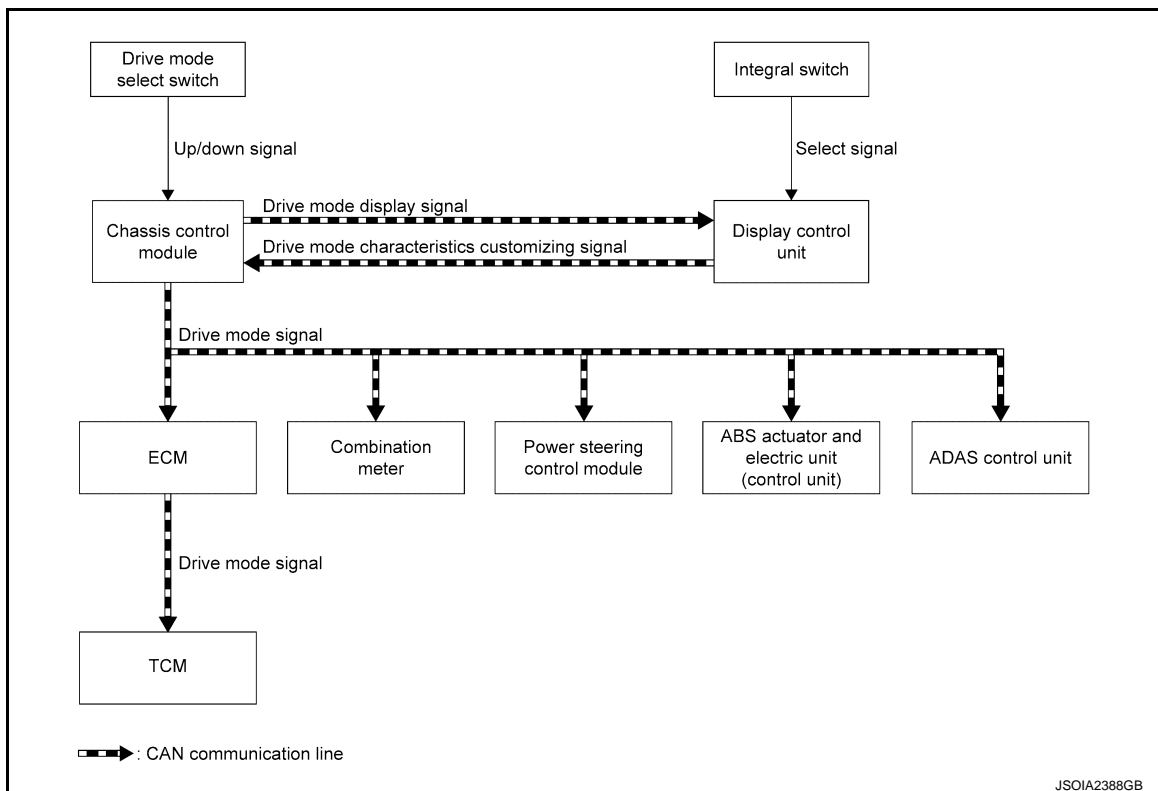 Drive mode
select switch
Integral switch
Up/down signal
Select signal
Drive mode display signal
Chassis control
module
Drive mode characteristics customizing signal
Display control
unit
Drive mode signal
ECM
Combination
meter
Power steering
control module
ABS actuator and
electric unit
(control unit)
ADAS control unit
Drive mode signal
TCM
: CAN communication line
JSOIA2388GB